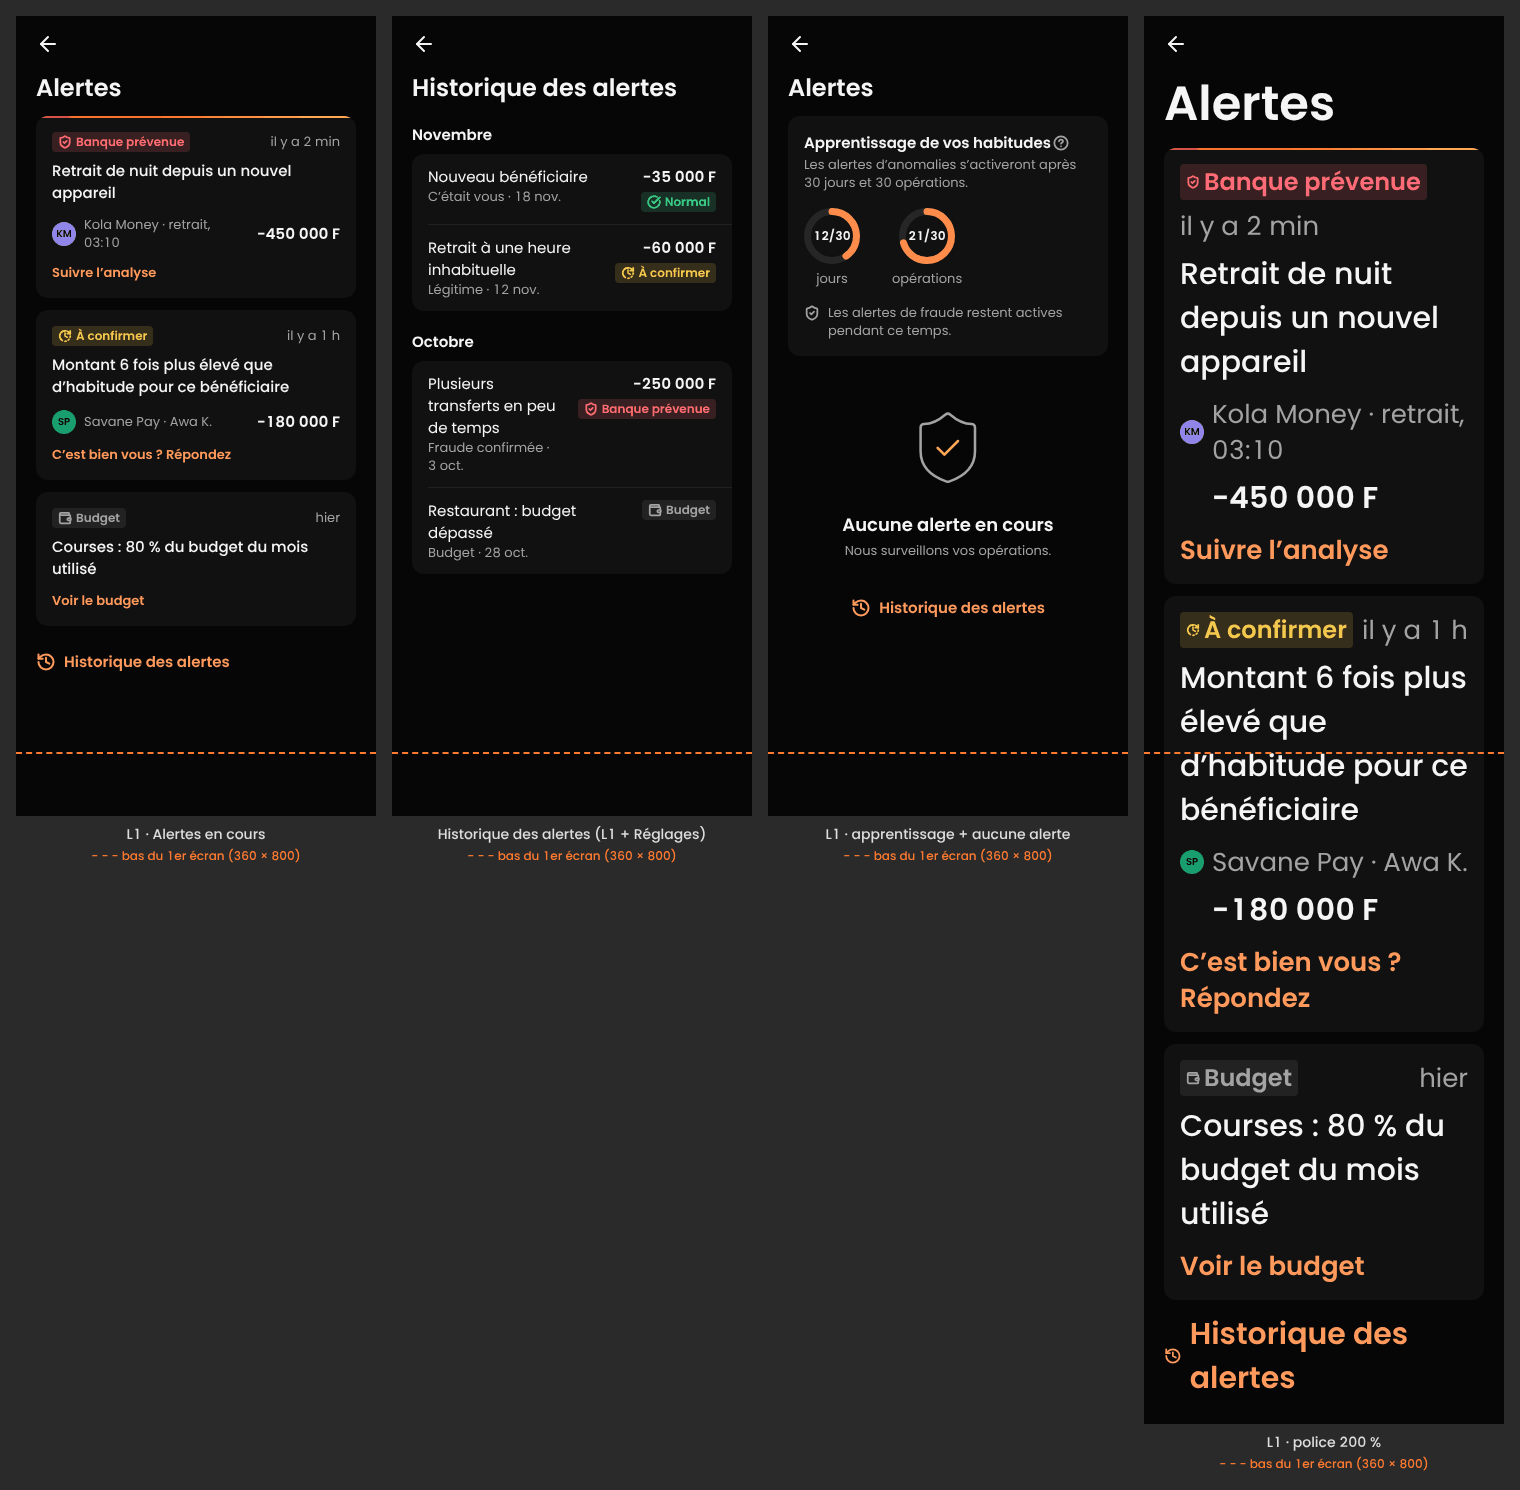 Alertes
Banque prévenue
il y a 2 min
Retrait de nuit depuis un nouvel
appareil
KM
Kola Money · retrait,
03:10
-450 000 F
Suivre l’analyse
À confirmer
il y a 1 h
Montant 6 fois plus élevé que
d’habitude pour ce bénéficiaire
SP
Savane Pay · Awa K.
-180 000 F
C’est bien vous ? Répondez
Budget
hier
Courses : 80 % du budget du mois
utilisé
Voir le budget
Historique des alertes
L1 · Alertes en cours
- - - bas du 1er écran (360 × 800)
Historique des alertes
Novembre
Nouveau bénéficiaire
-35 000 F
C’était vous · 18 nov.
Normal
Retrait à une heure
inhabituelle
-60 000 F
À confirmer
Légitime · 12 nov.
Octobre
Plusieurs
transferts en peu
de temps
-250 000 F
Banque prévenue
Fraude confirmée ·
3 oct.
Restaurant : budget
dépassé
Budget
Budget · 28 oct.
Historique des alertes (L1 + Réglages)
- - - bas du 1er écran (360 × 800)
Alertes
Apprentissage de vos habitudes
Les alertes d’anomalies s’activeront après
30 jours et 30 opérations.
12/30
21/30
jours
opérations
Les alertes de fraude restent actives
pendant ce temps.
Aucune alerte en cours
Nous surveillons vos opérations.
Historique des alertes
L1 · apprentissage + aucune alerte
- - - bas du 1er écran (360 × 800)
Alertes
Banque prévenue
il y a 2 min
Retrait de nuit
depuis un nouvel
appareil
KM
Kola Money · retrait,
03:10
-450 000 F
Suivre l’analyse
À confirmer
il y a 1 h
Montant 6 fois plus
élevé que
d’habitude pour ce
bénéficiaire
SP
Savane Pay · Awa K.
-180 000 F
C’est bien vous ?
Répondez
Budget
hier
Courses : 80 % du
budget du mois
utilisé
Voir le budget
Historique des
alertes
L1 · police 200 %
- - - bas du 1er écran (360 × 800)